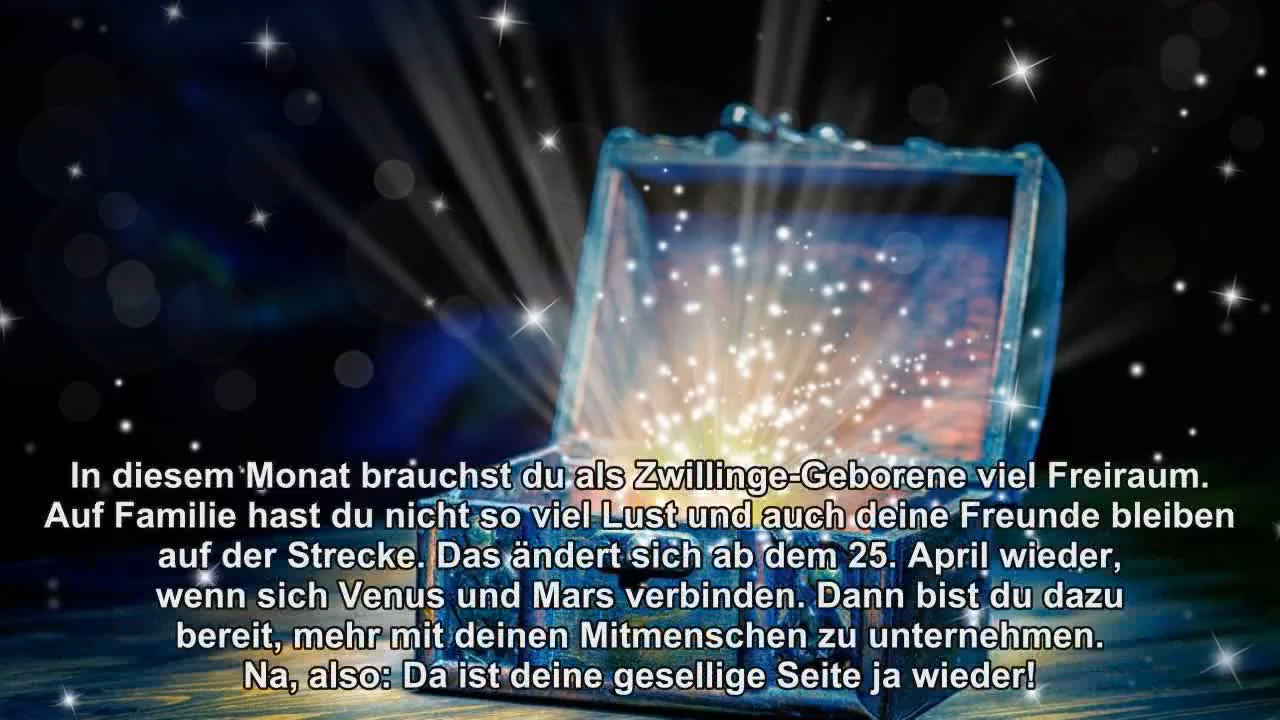 In diesem Monat brauchst du als Zwillinge-Geborene viel Freiraum.
Auf Familie hast du nicht so viel Lust und auch deine Freunde bleiben
auf der Strecke. Das ändert sich ab dem 25. April wieder,
wenn sich Venus und Mars verbinden. Dann bist du dazu
bereit, mehr mit deinen Mitmenschen zu unternehmen.
Na, also: Da ist deine gesellige Seite ja wieder!